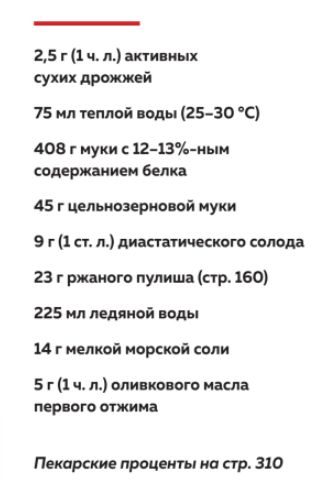 2,5 г (1 ч. л.) активных
сухих дрожжей
75 мл теплой воды (25–30 °C)
408 г муки с 12–13%-ным
содержанием белка
45 г цельнозерновой муки
9 г (1 ст. л.) диастатического солода
23 г ржаного пулиша (стр. 160)
225 мл ледяной воды
14 г мелкой морской соли
5 г (1 ч. л.) оливкового масла
первого отжима
Пекарские проценты на стр. 310